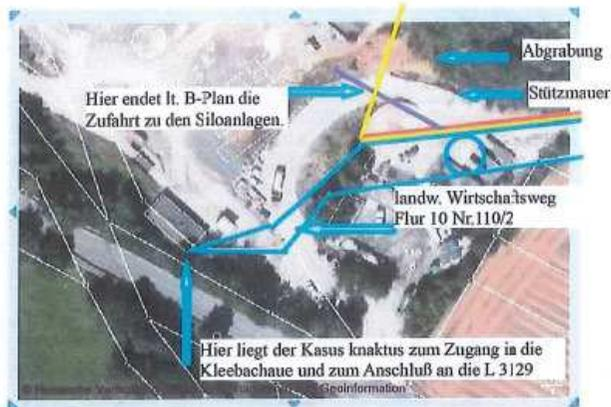 Abgrabung
Hier endet lt. B-Plan die
Zufahrt zu den Siloanlagen.
Stützmauer
landw. Wirtschaftsweg
Flur 10 Nr.110/2
Hier liegt der Kasus knaktus zum Zugang in die
Kleebachaue und zum Anschluß an die L 3129
Geoinformation